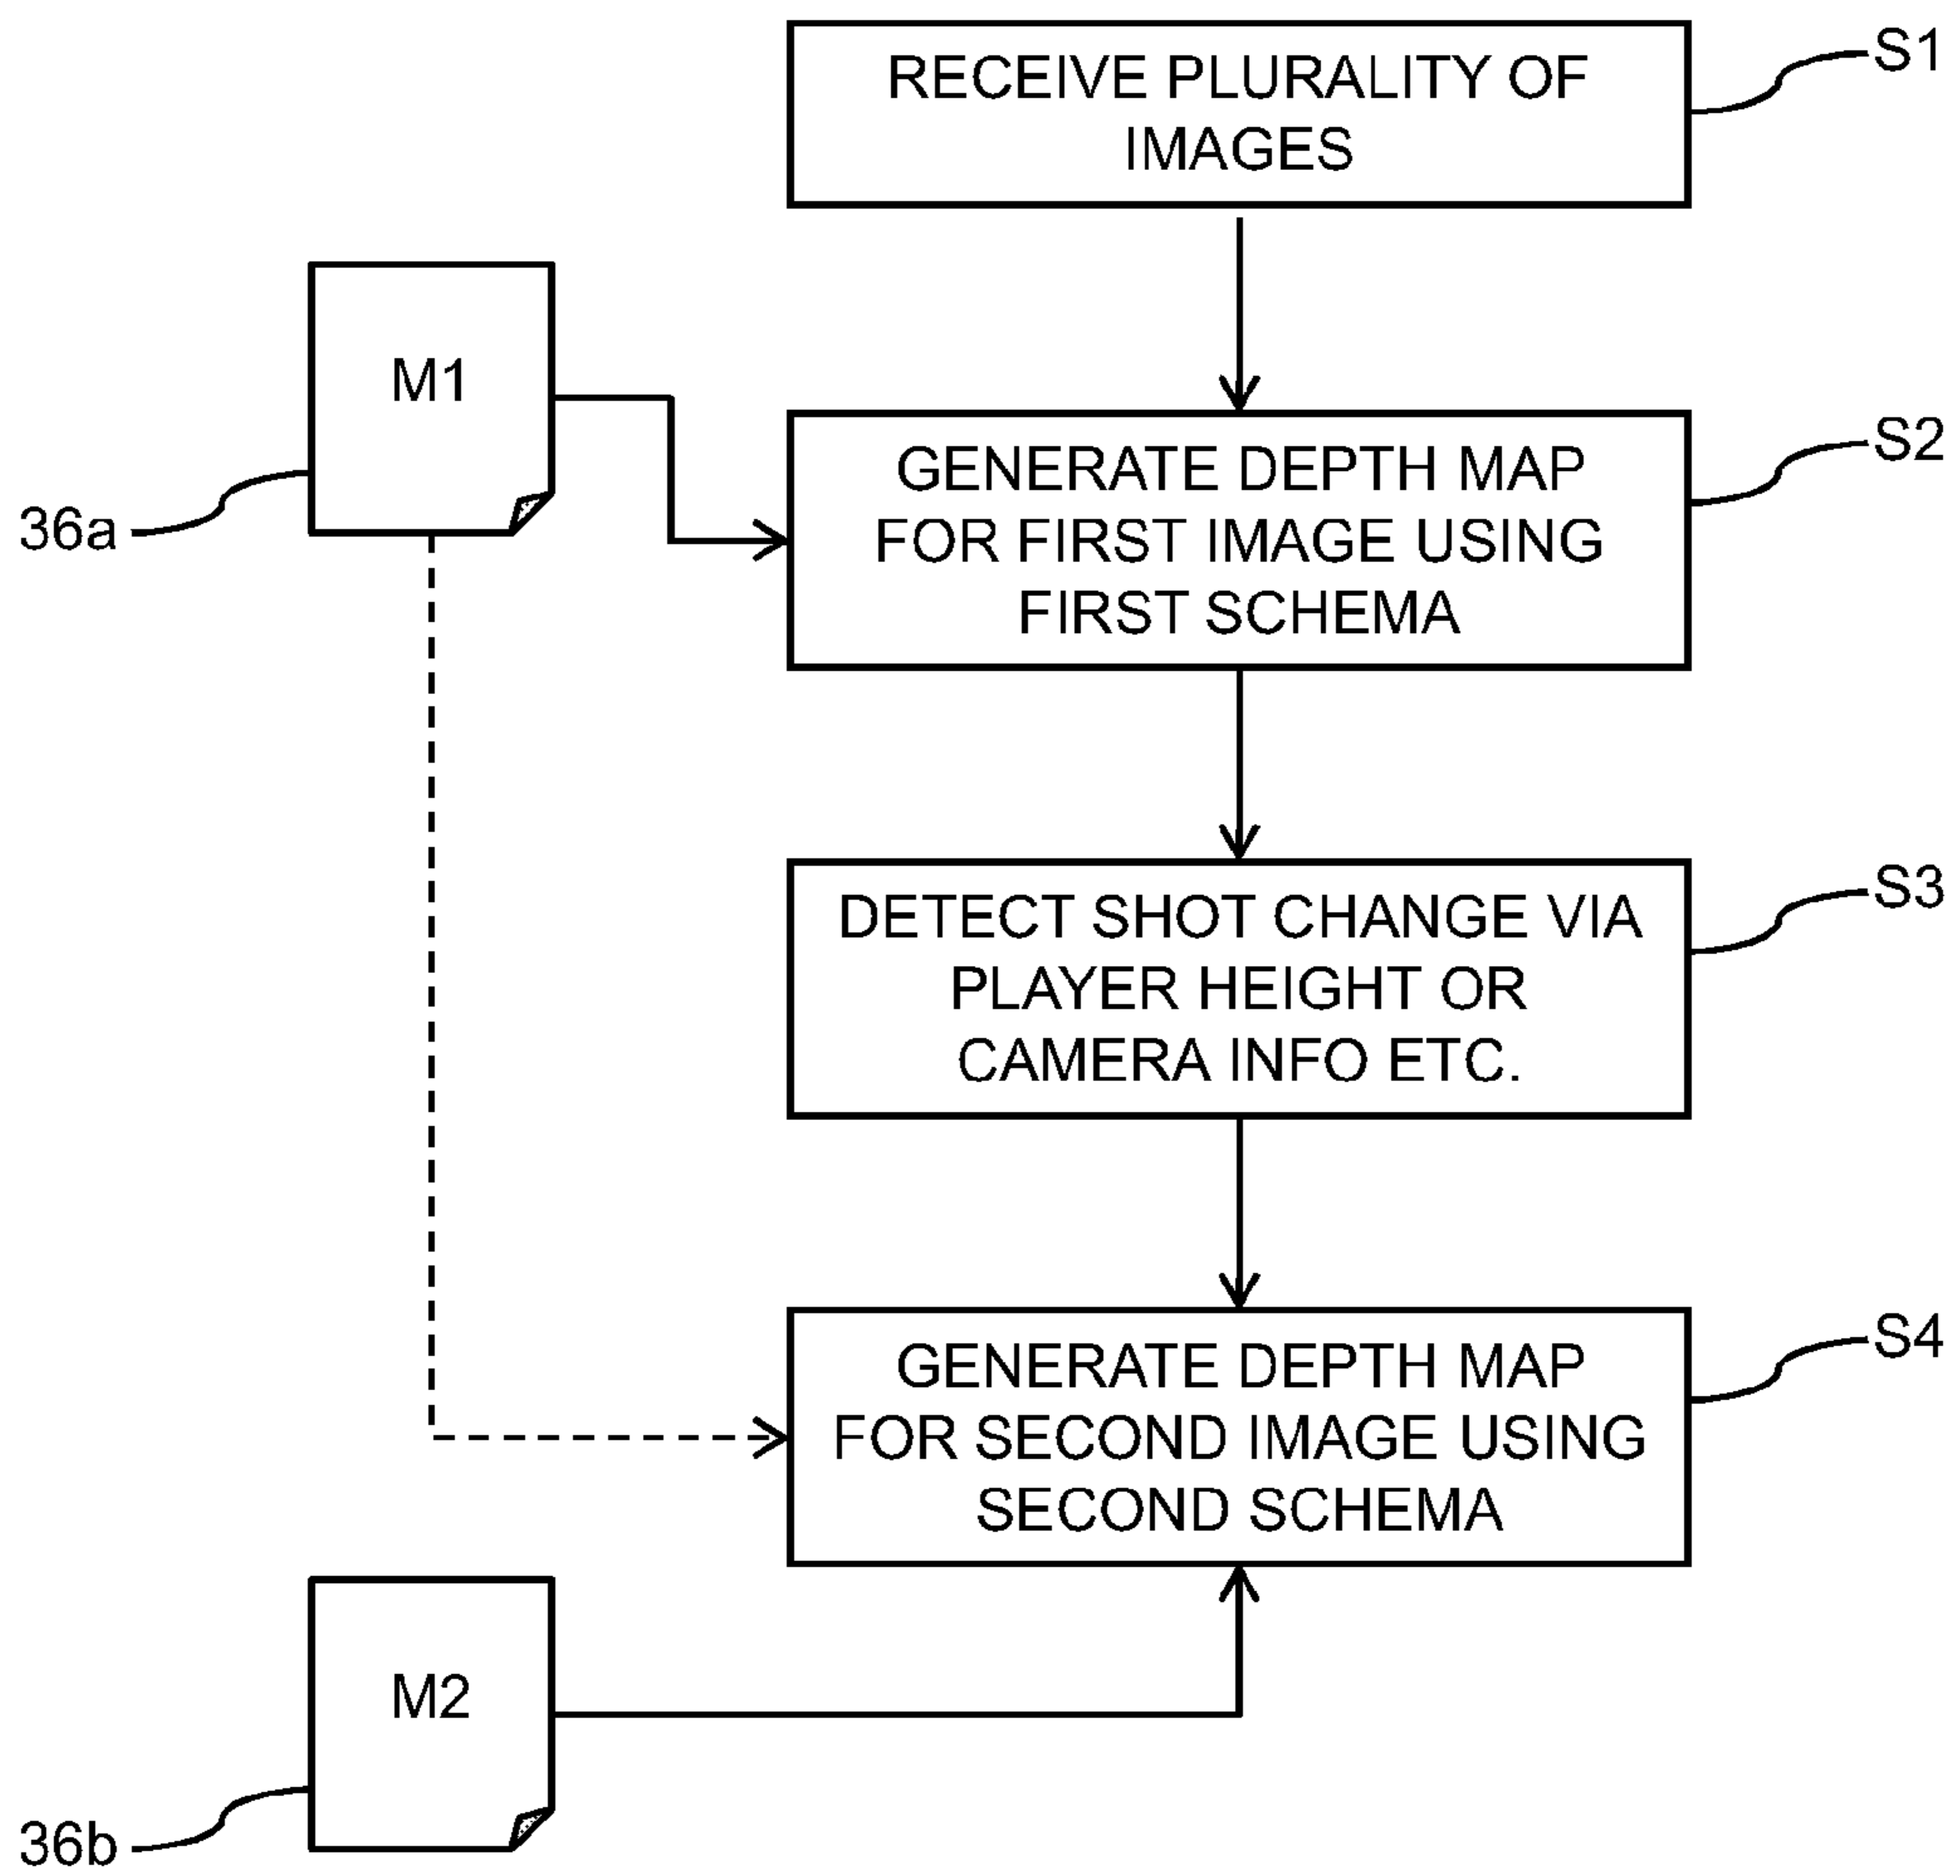 RECEIVE PLURALITY OF
IMAGES
S1
M1
36a
GENERATE DEPTH MAP
FOR FIRST IMAGE USING
FIRST SCHEMA
S2
DETECT SHOT CHANGE VIA
PLAYER HEIGHT OR
CAMERA INFO ETC.
S3
GENERATE DEPTH MAP
FOR SECOND IMAGE USING
SECOND SCHEMA
S4
M2
36b